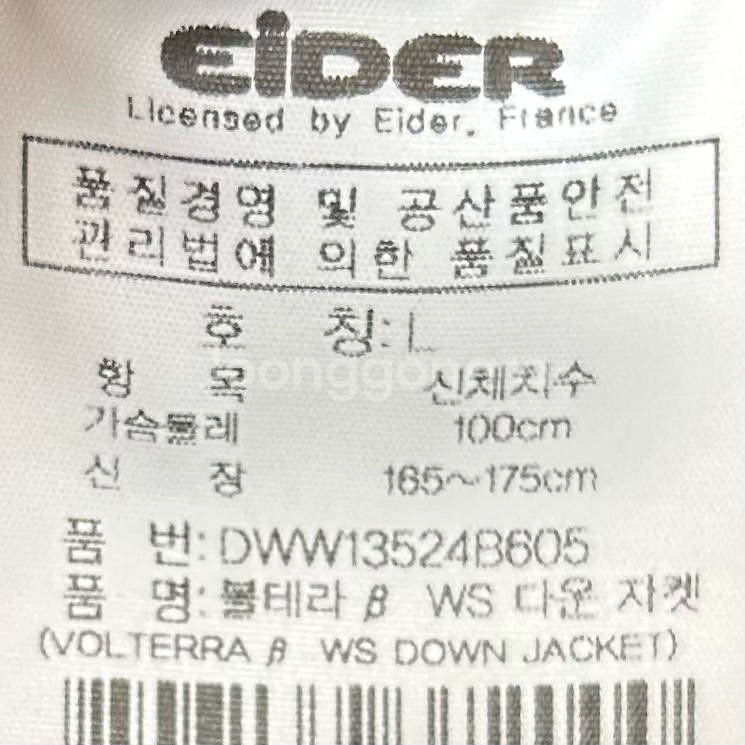 EiDER
Licensed by Eider, France
품질경영 및 공산품안전
관리법에 의한 품질표시
호 칭: L
항 목 신체치수
가슴둘레 100cm
신 장 165~175cm
품 번: DWW13524B605
품 명: 볼테라 β WS 다운 자켓
(VOLTERRA β WS DOWN JACKET)